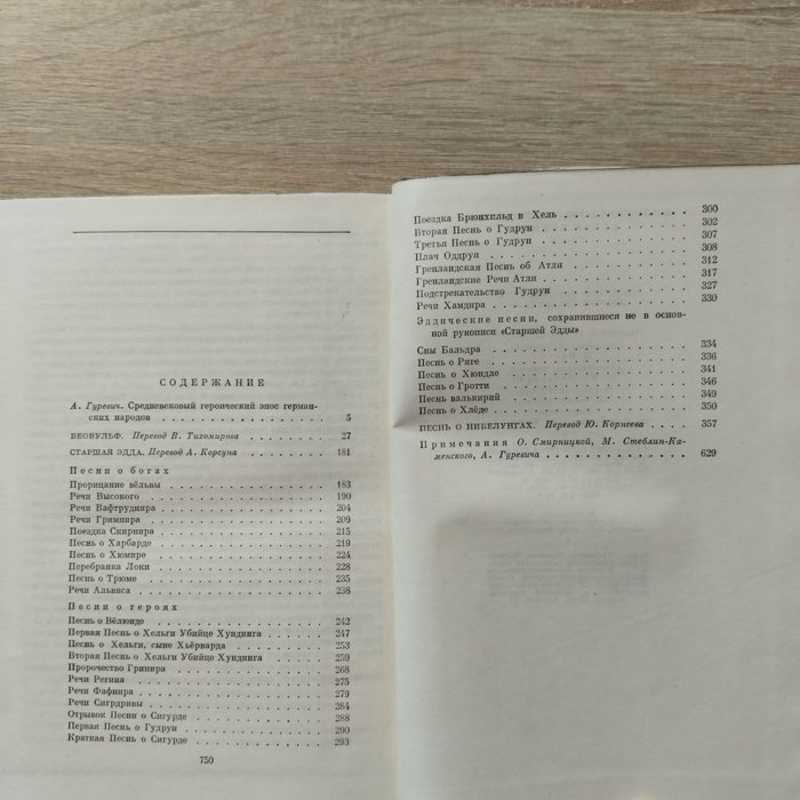 СОДЕРЖАНИЕ
А. Гуревич. Средневековый героический эпос герман-
ских народов . . . . . . . . . . . . . . . . . 5
БЕОВУЛЬФ. Перевод В. Тихомирова . . . . . . . . 27
СТАРШАЯ ЭДДА. Перевод А. Корсуна . . . . . . . . 181
Песни о богах
Прорицание вёльвы . . . . . . . . . . . . . . . 183
Речи Высокого . . . . . . . . . . . . . . . . . 190
Речи Вафтруднира . . . . . . . . . . . . . . . . 204
Речи Гримнира . . . . . . . . . . . . . . . . . 209
Поездка Скирнира . . . . . . . . . . . . . . . . 215
Песнь о Харбарде . . . . . . . . . . . . . . . . 219
Песнь о Хюмире . . . . . . . . . . . . . . . . . 224
Перебранка Локи . . . . . . . . . . . . . . . . 228
Песнь о Трюме . . . . . . . . . . . . . . . . . 235
Речи Альвиса . . . . . . . . . . . . . . . . . . 238
Песни о героях
Песнь о Вёлюнде . . . . . . . . . . . . . . . . 242
Первая Песнь о Хельги Убийце Хундинга . . . . . . 247
Песнь о Хельги, сыне Хьёрварда . . . . . . . . . 253
Вторая Песнь о Хельги Убийце Хундинга . . . . . 259
Пророчество Грипира . . . . . . . . . . . . . . 268
Речи Регина . . . . . . . . . . . . . . . . . . 275
Речи Фафнира . . . . . . . . . . . . . . . . . . 279
Речи Сигрдривы . . . . . . . . . . . . . . . . . 284
Отрывок Песни о Сигурде . . . . . . . . . . . . 288
Первая Песнь о Гудрун . . . . . . . . . . . . . 290
Краткая Песнь о Сигурде . . . . . . . . . . . . 293
750
Поездка Брюнхильд в Хель . . . . . . . . . . . . 300
Вторая Песнь о Гудрун . . . . . . . . . . . . . 302
Третья Песнь о Гудрун . . . . . . . . . . . . . 307
Плач Оддрун . . . . . . . . . . . . . . . . . . 308
Гренландская Песнь об Атли . . . . . . . . . . . 312
Гренландские Речи Атли . . . . . . . . . . . . . 317
Подстрекательство Гудрун . . . . . . . . . . . . 327
Речи Хамдира . . . . . . . . . . . . . . . . . . 330
Эддические песни, сохранившиеся не в основ-
ной рукописи «Старшей Эдды»
Сны Бальдра . . . . . . . . . . . . . . . . . . 334
Песнь о Риге . . . . . . . . . . . . . . . . . . 336
Песнь о Хюндле . . . . . . . . . . . . . . . . . 341
Песнь о Гротти . . . . . . . . . . . . . . . . . 346
Песнь валькирий . . . . . . . . . . . . . . . . 349
Песнь о Хлёде . . . . . . . . . . . . . . . . . 350
ПЕСНЬ О НИБЕЛУНГАХ. Перевод Ю. Корнеева . . . . 357
Примечания О. Смирницкой, М. Стеблин-Ка-
менского, А. Гуревича . . . . . . . . . . . . . 629